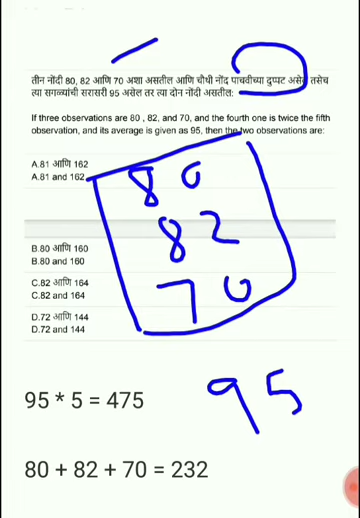 तीन नोंदी 80, 82 आणि 70 अशा असतील आणि चौथी नोंद पाचवीच्या दुप्पट असेल तसेच
त्या सगळ्यांची सरासरी 95 असेल तर त्या दोन नोंदी असतील:
If three observations are 80 , 82, and 70, and the fourth one is twice the fifth
observation, and its average is given as 95, then the two observations are:
A.81 आणि 162
A.81 and 162
80
82
70
B.80 आणि 160
B.80 and 160
C.82 आणि 164
C.82 and 164
D.72 आणि 144
D.72 and 144
95
95 * 5 = 475
80 + 82 + 70 = 232